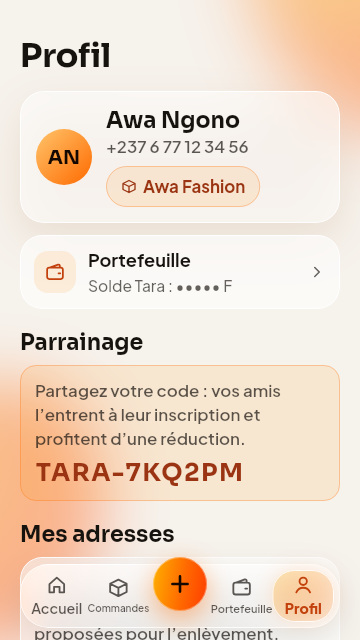 Profil
AN
Awa Ngono
+237 6 77 12 34 56
Awa Fashion
Portefeuille
Solde Tara : ••••• F
Parrainage
Partagez votre code : vos amis
l’entrent à leur inscription et
profitent d’une réduction.
TARA-7KQ2PM
Mes adresses
Accueil
Commandes
+
Portefeuille
Profil
proposées pour l’enlèvement.